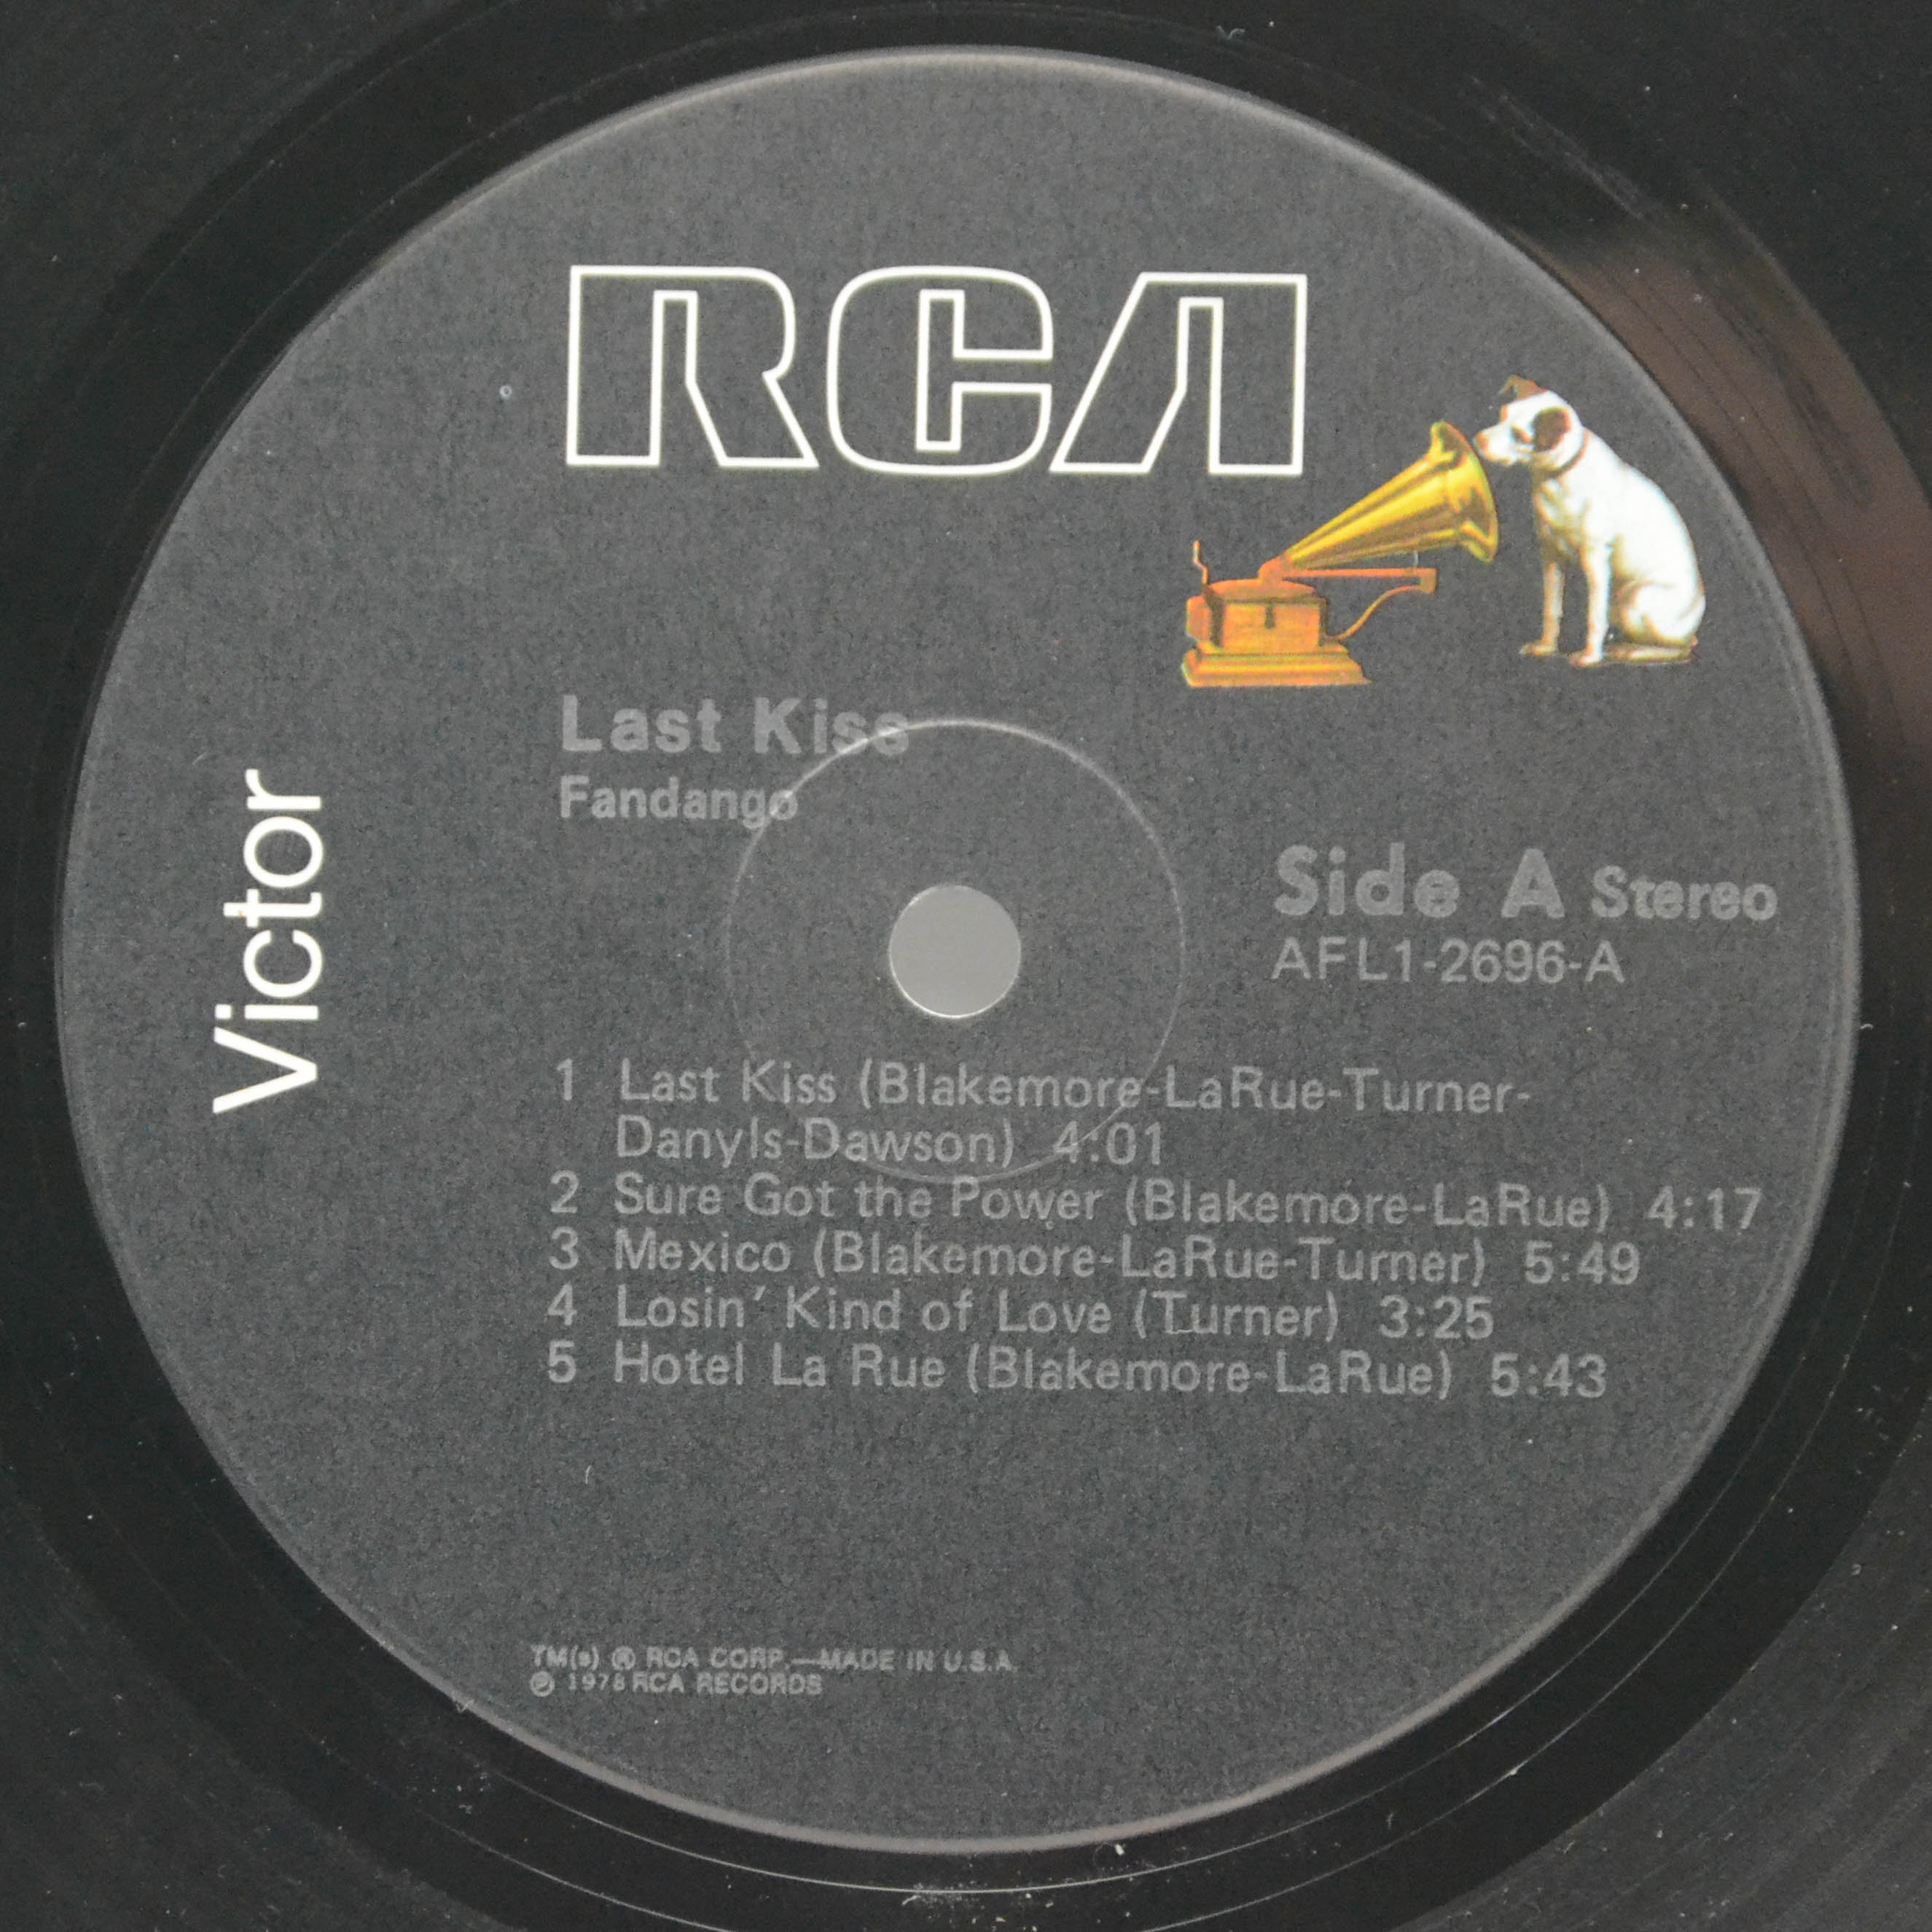 RCA
Victor
Last Kiss
Fandango
Side A Stereo
AFL1-2696-A
1 Last Kiss (Blakemore-LaRue-Turner-
Danyls-Dawson) 4:01
2 Sure Got the Power (Blakemore-LaRue) 4:17
3 Mexico (Blakemore-LaRue-Turner) 5:49
4 Losin' Kind of Love (Turner) 3:25
5 Hotel La Rue (Blakemore-LaRue) 5:43
TM(s) ® RCA CORP.—MADE IN U.S.A.
℗ 1978 RCA RECORDS